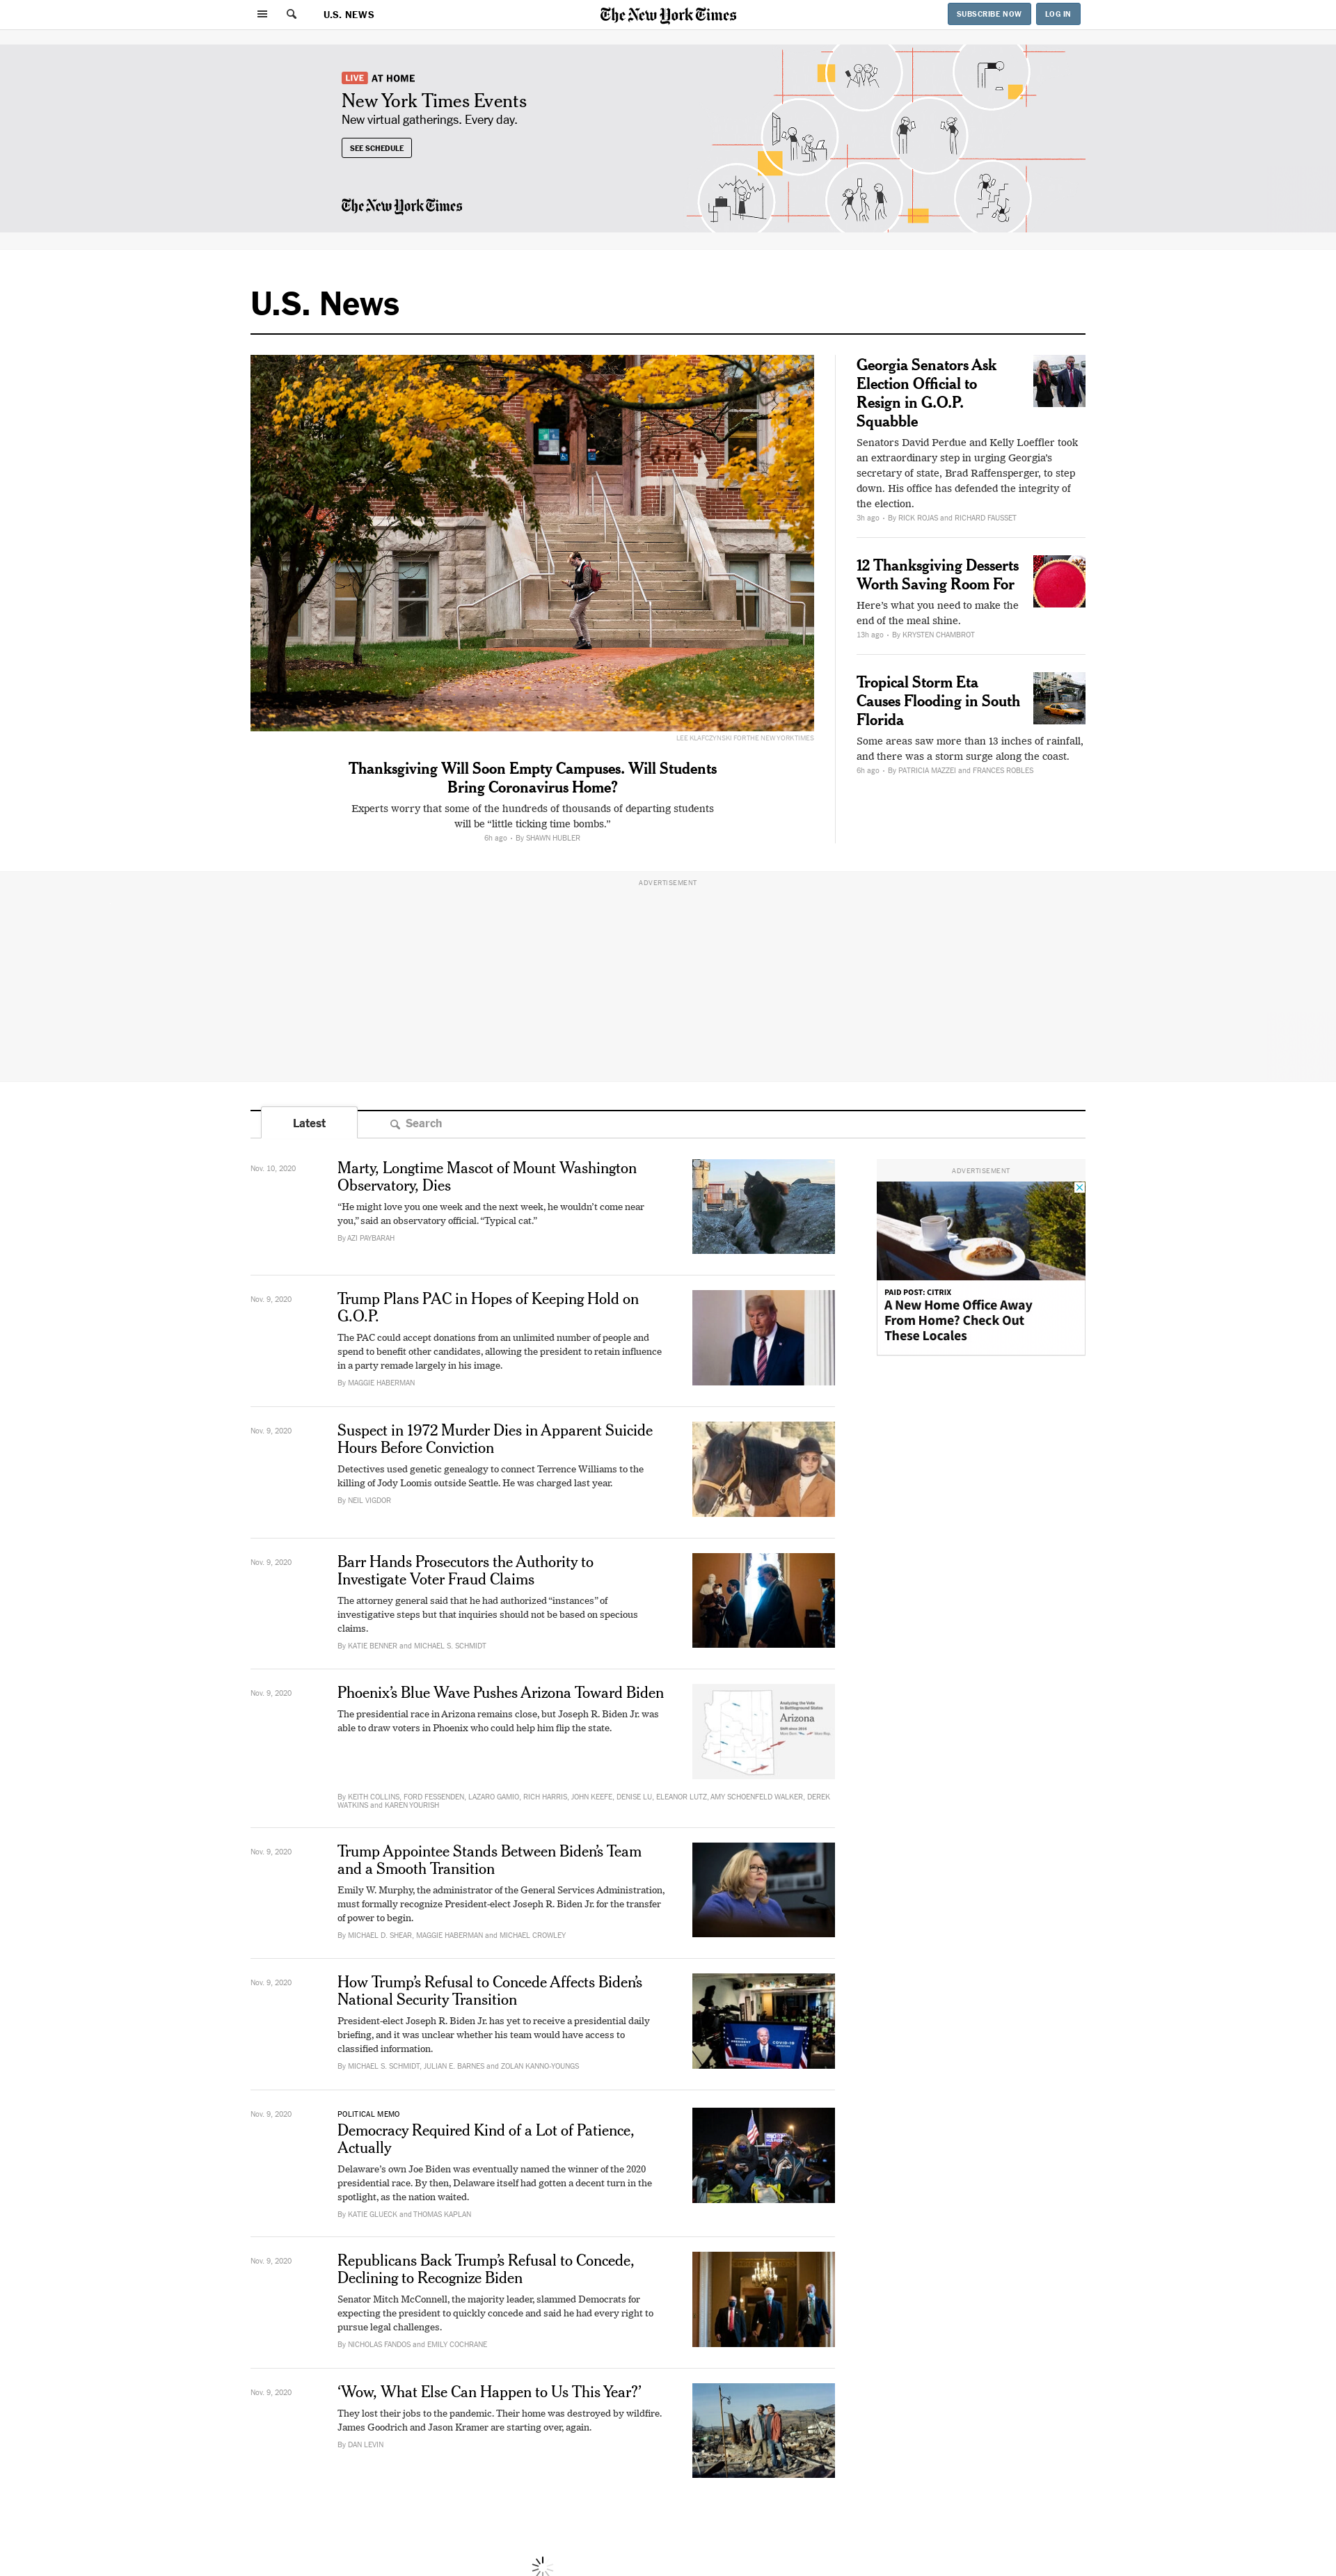 U.S. NEWS
The New York Times
SUBSCRIBE NOW
LOG IN
LIVE AT HOME
New York Times Events
New virtual gatherings. Every day.
SEE SCHEDULE
The New York Times
U.S. News
LEE KLAFCZYNSKI FOR THE NEW YORK TIMES
Thanksgiving Will Soon Empty Campuses. Will Students
Bring Coronavirus Home?
Experts worry that some of the hundreds of thousands of departing students
will be “little ticking time bombs.”
6h ago • By SHAWN HUBLER
Georgia Senators Ask
Election Official to
Resign in G.O.P.
Squabble
Senators David Perdue and Kelly Loeffler took
an extraordinary step in urging Georgia’s
secretary of state, Brad Raffensperger, to step
down. His office has defended the integrity of
the election.
3h ago • By RICK ROJAS and RICHARD FAUSSET
12 Thanksgiving Desserts
Worth Saving Room For
Here’s what you need to make the
end of the meal shine.
13h ago • By KRYSTEN CHAMBROT
Tropical Storm Eta
Causes Flooding in South
Florida
Some areas saw more than 13 inches of rainfall,
and there was a storm surge along the coast.
6h ago • By PATRICIA MAZZEI and FRANCES ROBLES
ADVERTISEMENT
Latest
Search
Nov. 10, 2020
Marty, Longtime Mascot of Mount Washington
Observatory, Dies
“He might love you one week and the next week, he wouldn’t come near
you,” said an observatory official. “Typical cat.”
By AZI PAYBARAH
ADVERTISEMENT
PAID POST: CITRIX
A New Home Office Away
From Home? Check Out
These Locales
Nov. 9, 2020
Trump Plans PAC in Hopes of Keeping Hold on
G.O.P.
The PAC could accept donations from an unlimited number of people and
spend to benefit other candidates, allowing the president to retain influence
in a party remade largely in his image.
By MAGGIE HABERMAN
Nov. 9, 2020
Suspect in 1972 Murder Dies in Apparent Suicide
Hours Before Conviction
Detectives used genetic genealogy to connect Terrence Williams to the
killing of Jody Loomis outside Seattle. He was charged last year.
By NEIL VIGDOR
Nov. 9, 2020
Barr Hands Prosecutors the Authority to
Investigate Voter Fraud Claims
The attorney general said that he had authorized “instances” of
investigative steps but that inquiries should not be based on specious
claims.
By KATIE BENNER and MICHAEL S. SCHMIDT
Nov. 9, 2020
Phoenix’s Blue Wave Pushes Arizona Toward Biden
The presidential race in Arizona remains close, but Joseph R. Biden Jr. was
able to draw voters in Phoenix who could help him flip the state.
Analyzing the Vote
in Battleground States
Arizona
Shift since 2016
By KEITH COLLINS, FORD FESSENDEN, LAZARO GAMIO, RICH HARRIS, JOHN KEEFE, DENISE LU, ELEANOR LUTZ, AMY SCHOENFELD WALKER, DEREK
WATKINS and KAREN YOURISH
Nov. 9, 2020
Trump Appointee Stands Between Biden’s Team
and a Smooth Transition
Emily W. Murphy, the administrator of the General Services Administration,
must formally recognize President-elect Joseph R. Biden Jr. for the transfer
of power to begin.
By MICHAEL D. SHEAR, MAGGIE HABERMAN and MICHAEL CROWLEY
Nov. 9, 2020
How Trump’s Refusal to Concede Affects Biden’s
National Security Transition
President-elect Joseph R. Biden Jr. has yet to receive a presidential daily
briefing, and it was unclear whether his team would have access to
classified information.
By MICHAEL S. SCHMIDT, JULIAN E. BARNES and ZOLAN KANNO-YOUNGS
COVID-19
Nov. 9, 2020
POLITICAL MEMO
Democracy Required Kind of a Lot of Patience,
Actually
Delaware’s own Joe Biden was eventually named the winner of the 2020
presidential race. By then, Delaware itself had gotten a decent turn in the
spotlight, as the nation waited.
By KATIE GLUECK and THOMAS KAPLAN
Nov. 9, 2020
Republicans Back Trump’s Refusal to Concede,
Declining to Recognize Biden
Senator Mitch McConnell, the majority leader, slammed Democrats for
expecting the president to quickly concede and said he had every right to
pursue legal challenges.
By NICHOLAS FANDOS and EMILY COCHRANE
Nov. 9, 2020
‘Wow, What Else Can Happen to Us This Year?’
They lost their jobs to the pandemic. Their home was destroyed by wildfire.
James Goodrich and Jason Kramer are starting over, again.
By DAN LEVIN